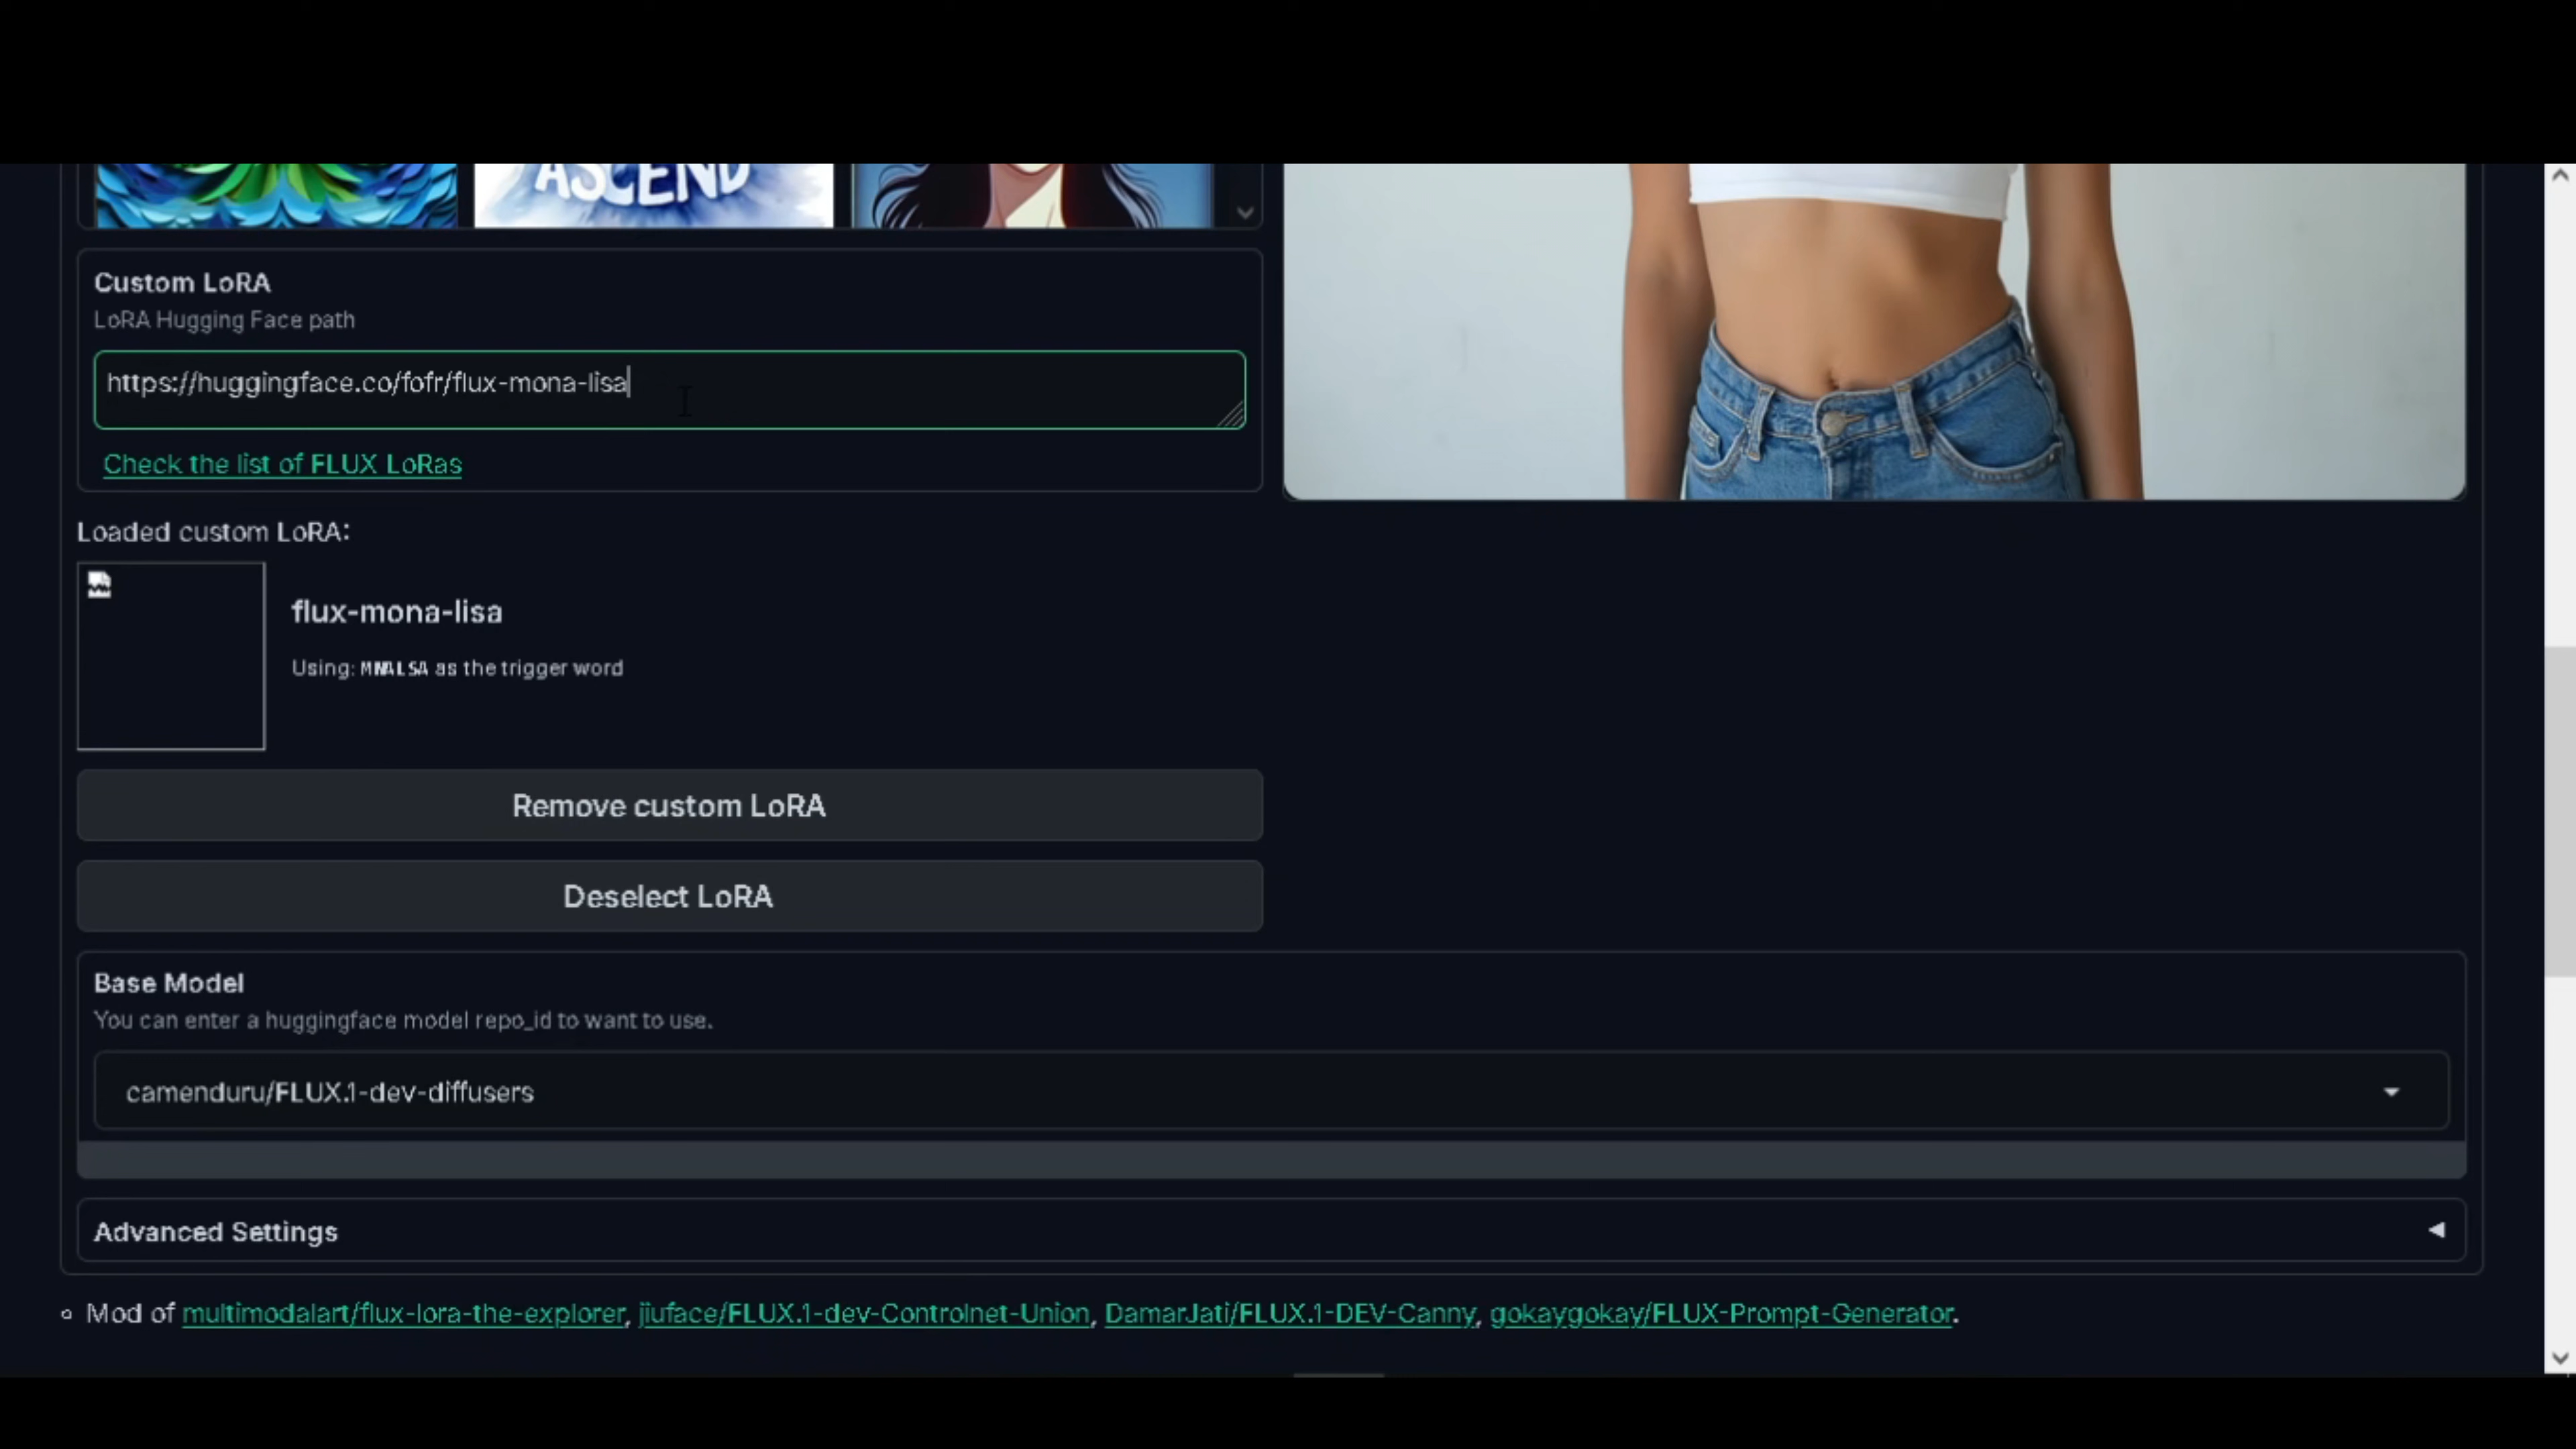 ASCEND
Custom LoRA
LoRA Hugging Face path
https://huggingface.co/fofr/flux-mona-lisa
Check the list of FLUX LoRas
Loaded custom LoRA:
flux-mona-lisa
Using: MNALSA as the trigger word
Remove custom LoRA
Deselect LoRA
Base Model
You can enter a huggingface model repo_id to want to use.
camenduru/FLUX.1-dev-diffusers
Advanced Settings
Mod of multimodalart/flux-lora-the-explorer, jiuface/FLUX.1-dev-Controlnet-Union, DamarJati/FLUX.1-DEV-Canny, gokaygokay/FLUX-Prompt-Generator.